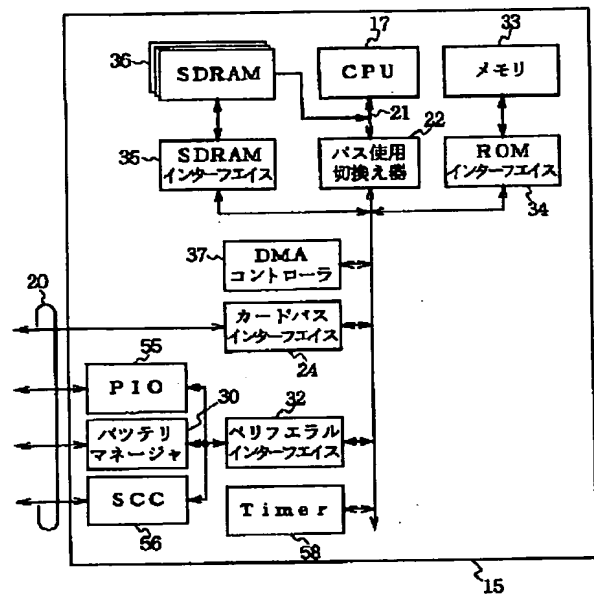 36
SDRAM
17
CPU
33
メモリ
21
22
35
SDRAM
インターフエイス
バス使用
切換え器
ROM
インターフエイス
34
37
DMA
コントローラ
20
カードバス
インターフエイス
24
55
PIO
30
バッテリ
マネージャ
32
ペリフエラル
インターフエイス
SCC
56
Timer
58
15